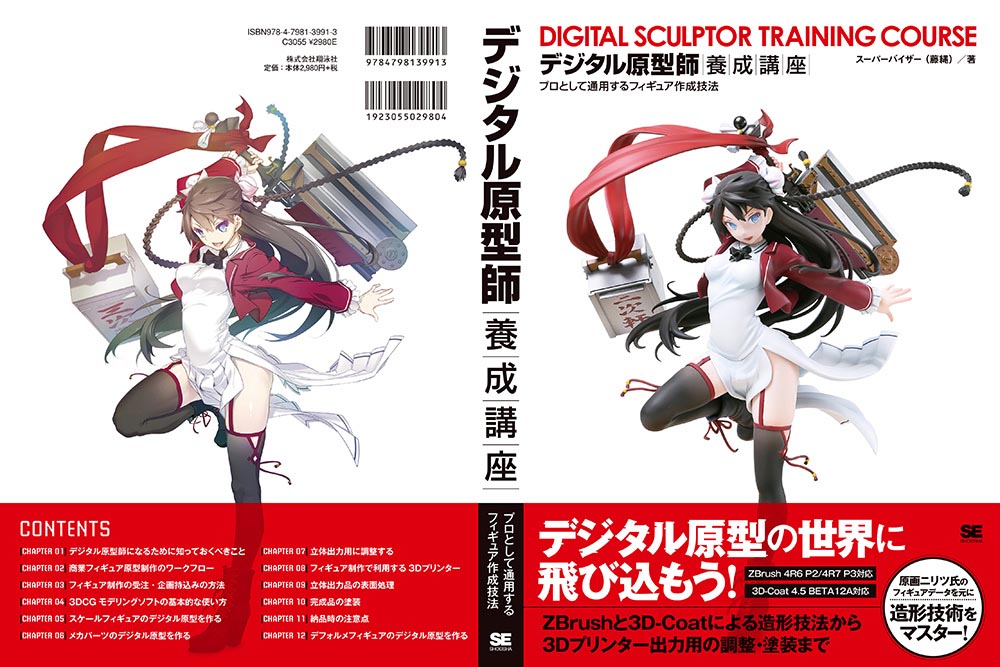 ISBN978-4-7981-3991-3
C3055 ¥2980E
株式会社翔泳社
定価:本体2,980円+税
9784798139913
1923055029804
二次
CONTENTS
CHAPTER 01 デジタル原型師になるために知っておくべきこと
CHAPTER 02 商業フィギュア原型制作のワークフロー
CHAPTER 03 フィギュア制作の受注・企画持込みの方法
CHAPTER 04 3DCG モデリングソフトの基本的な使い方
CHAPTER 05 スケールフィギュアのデジタル原型を作る
CHAPTER 06 メカパーツのデジタル原型を作る
CHAPTER 07 立体出力用に調整する
CHAPTER 08 フィギュア制作で利用する 3Dプリンター
CHAPTER 09 立体出力品の表面処理
CHAPTER 10 完成品の塗装
CHAPTER 11 納品時の注意点
CHAPTER 12 デフォルメフィギュアのデジタル原型を作る
デジタル原型師養成講座
プロとして通用する
フィギュア作成技法
SE
SHOEISHA
DIGITAL SCULPTOR TRAINING COURSE
デジタル原型師養成講座
スーパーバイザー(藤縄)/著
プロとして通用するフィギュア作成技法
二次軒
デジタル原型の世界に
飛び込もう!
ZBrush 4R6 P2/4R7 P3対応
3D-Coat 4.5 BETA12A対応
ZBrushと3D-Coatによる造形技法から
3Dプリンター出力用の調整・塗装まで
SE
SHOEISHA
原画ニリツ氏の
フィギュアデータを元に
造形技術を
マスター!